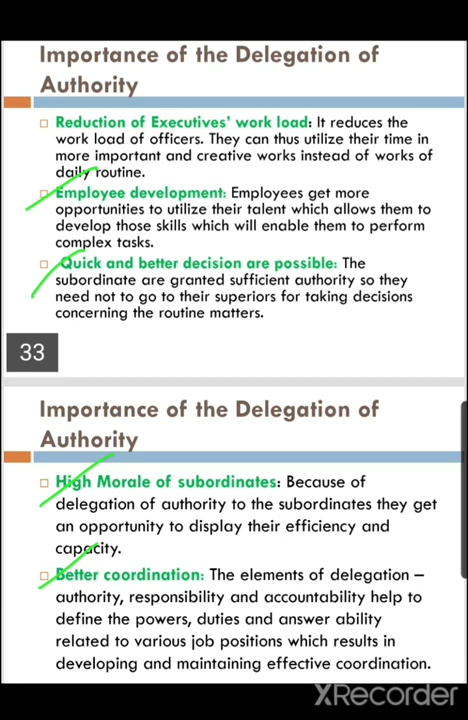 Importance of the Delegation of
Authority
Reduction of Executives' work load: It reduces the
work load of officers. They can thus utilize their time in
more important and creative works instead of works of
daily routine.
Employee development: Employees get more
opportunities to utilize their talent which allows them to
develop those skills which will enable them to perform
complex tasks.
Quick and better decision are possible: The
subordinate are granted sufficient authority so they
need not to go to their superiors for taking decisions
concerning the routine matters.
33
Importance of the Delegation of
Authority
High Morale of subordinates: Because of
delegation of authority to the subordinates they get
an opportunity to display their efficiency and
capacity.
Better coordination: The elements of delegation –
authority, responsibility and accountability help to
define the powers, duties and answer ability
related to various job positions which results in
developing and maintaining effective coordination.
XRecorder